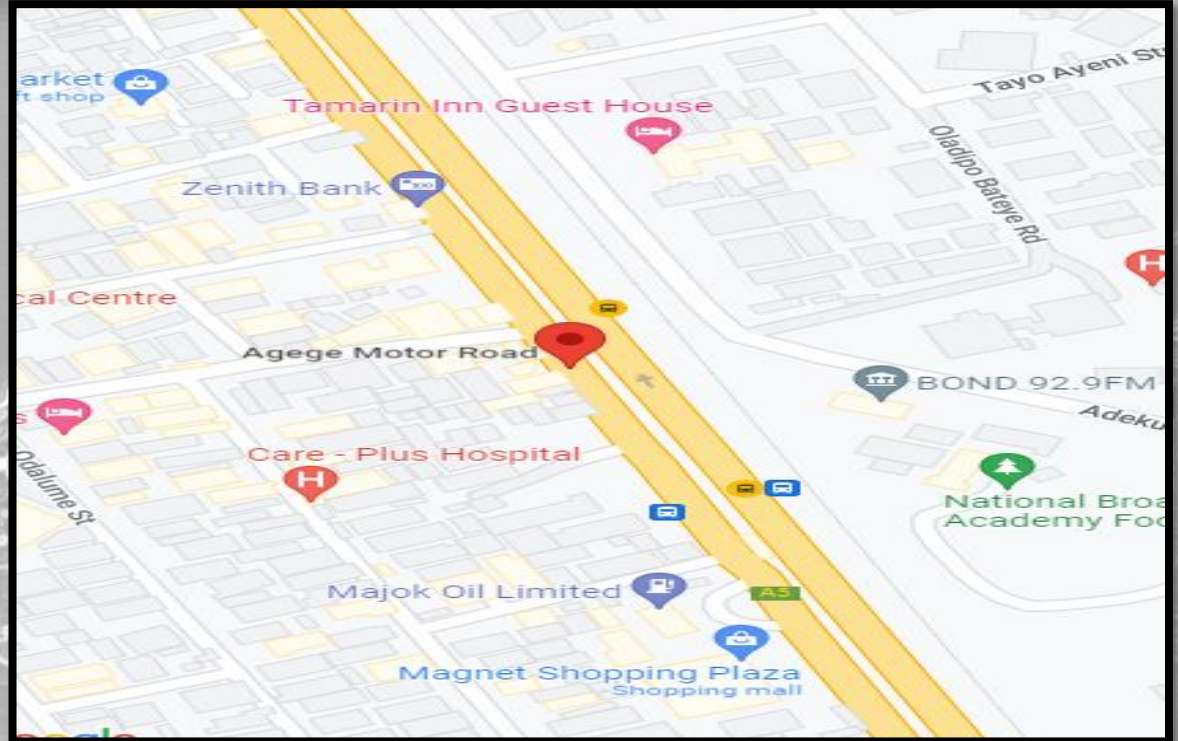 arket
ft shop
Tamarin Inn Guest House
Tayo Ayeni St
Oladipo Bateye Rd
Zenith Bank
cal Centre
Agege Motor Road
BOND 92.9FM
Adeku
s
Care - Plus Hospital
Odalume St
National Broa
Academy Foo
Majok Oil Limited
A5
Magnet Shopping Plaza
Shopping mall